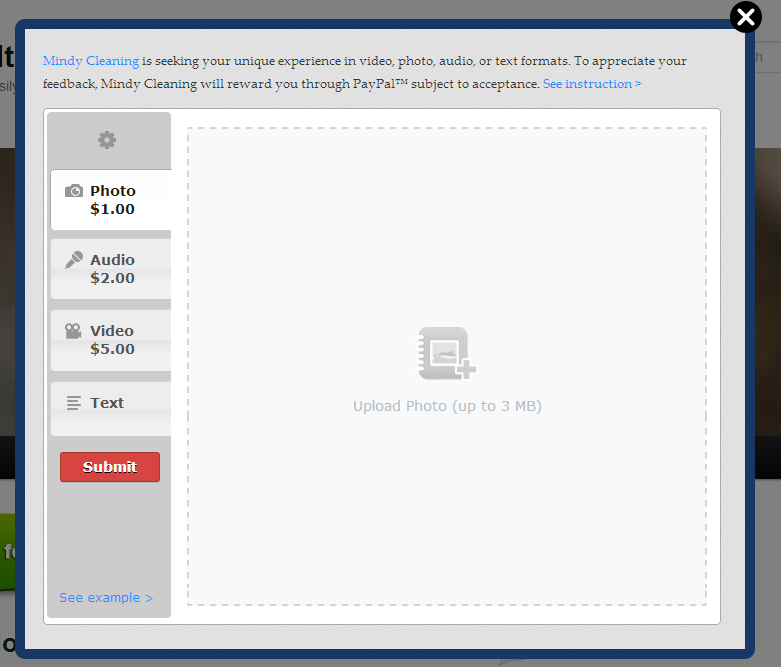 Mindy Cleaning is seeking your unique experience in video, photo, audio, or text formats. To appreciate your
feedback, Mindy Cleaning will reward you through PayPal™ subject to acceptance. See instruction >
Photo
$1.00
Audio
$2.00
Video
$5.00
Text
Submit
See example >
Upload Photo (up to 3 MB)